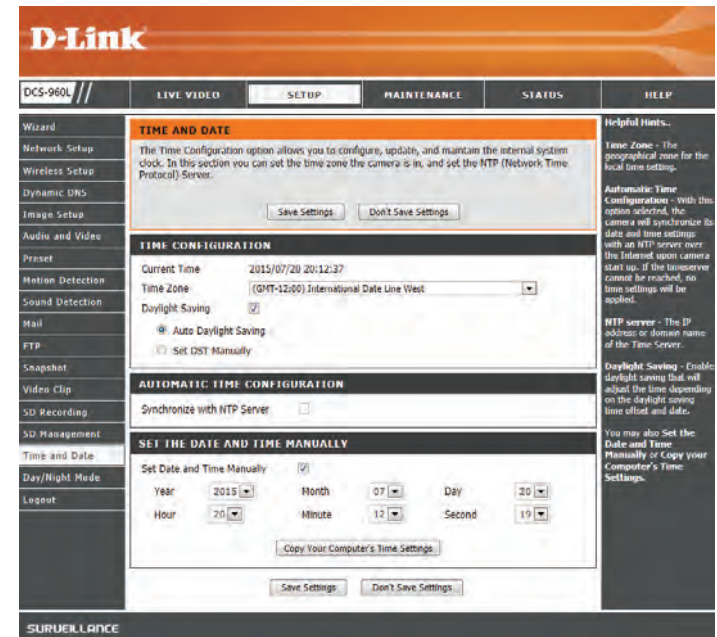 D-Link
DCS-960L
LIVE VIDEO
SETUP
MAINTENANCE
STATUS
HELP
Wizard
Network Setup
Wireless Setup
Dynamic DNS
Image Setup
Audio and Video
Preset
Motion Detection
Sound Detection
Mail
FTP
Snapshot
Video Clip
SD Recording
SD Management
Time and Date
Day/Night Mode
Logout
TIME AND DATE
The Time Configuration option allows you to configure, update, and maintain the internal system
clock. In this section you can set the time zone the camera is in, and set the NTP (Network Time
Protocol) Server.
Save Settings
Don't Save Settings
TIME CONFIGURATION
Current Time 2015/07/20 20:12:37
Time Zone (GMT-12:00) International Date Line West
Daylight Saving
Auto Daylight Saving
Set DST Manually
AUTOMATIC TIME CONFIGURATION
Synchronize with NTP Server
SET THE DATE AND TIME MANUALLY
Set Date and Time Manually
Year 2015 Month 07 Day 20
Hour 20 Minute 12 Second 19
Copy Your Computer's Time Settings
Save Settings
Don't Save Settings
Helpful Hints..
Time Zone - The
geographical zone for the
local time setting.
Automatic Time
Configuration - With this
option selected, the
camera will synchronize its
date and time settings
with an NTP server over
the Internet upon camera
start up. If the timeserver
cannot be reached, no
time settings will be
applied.
NTP server - The IP
address or domain name
of the Time Server.
Daylight Saving - Enable
daylight saving that will
adjust the time depending
on the daylight saving
time offset and date.
You may also Set the
Date and Time
Manually or Copy your
Computer's Time
Settings.
SURVEILLANCE